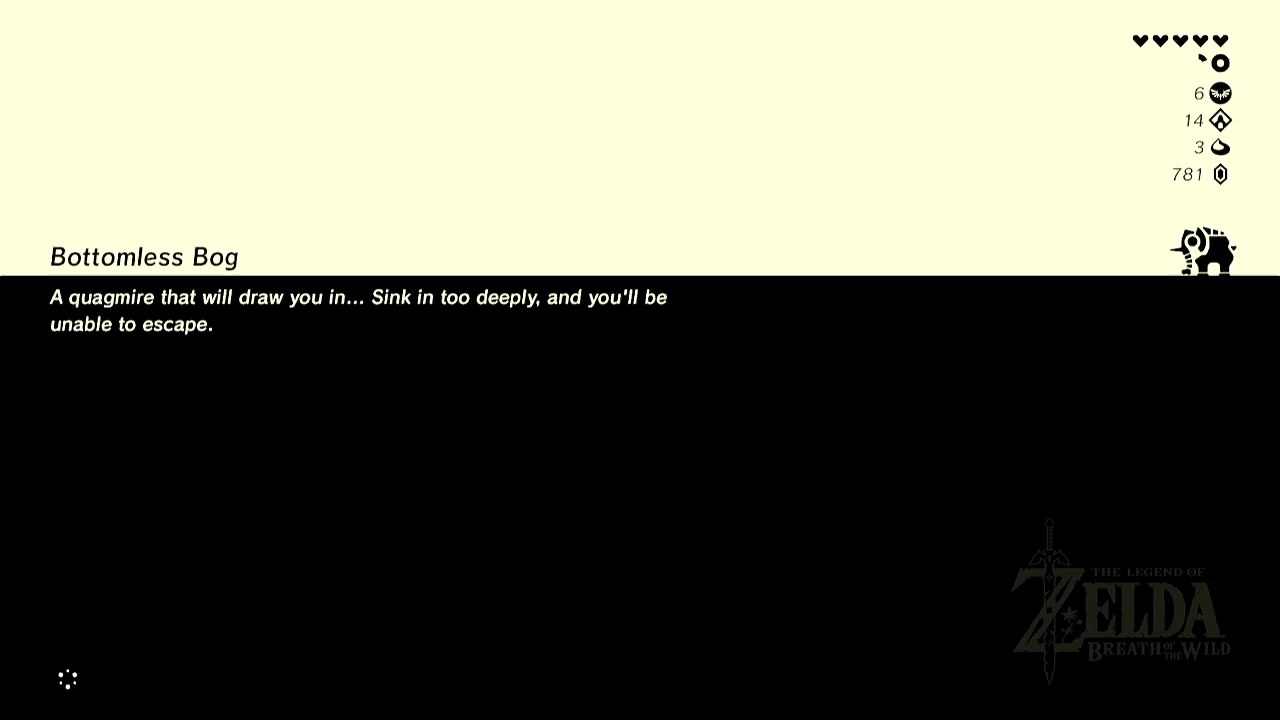 6
14
3
781
Bottomless Bog
A quagmire that will draw you in... Sink in too deeply, and you'll be
unable to escape.
THE LEGEND OF
ZELDA
BREATH OF THE WILD